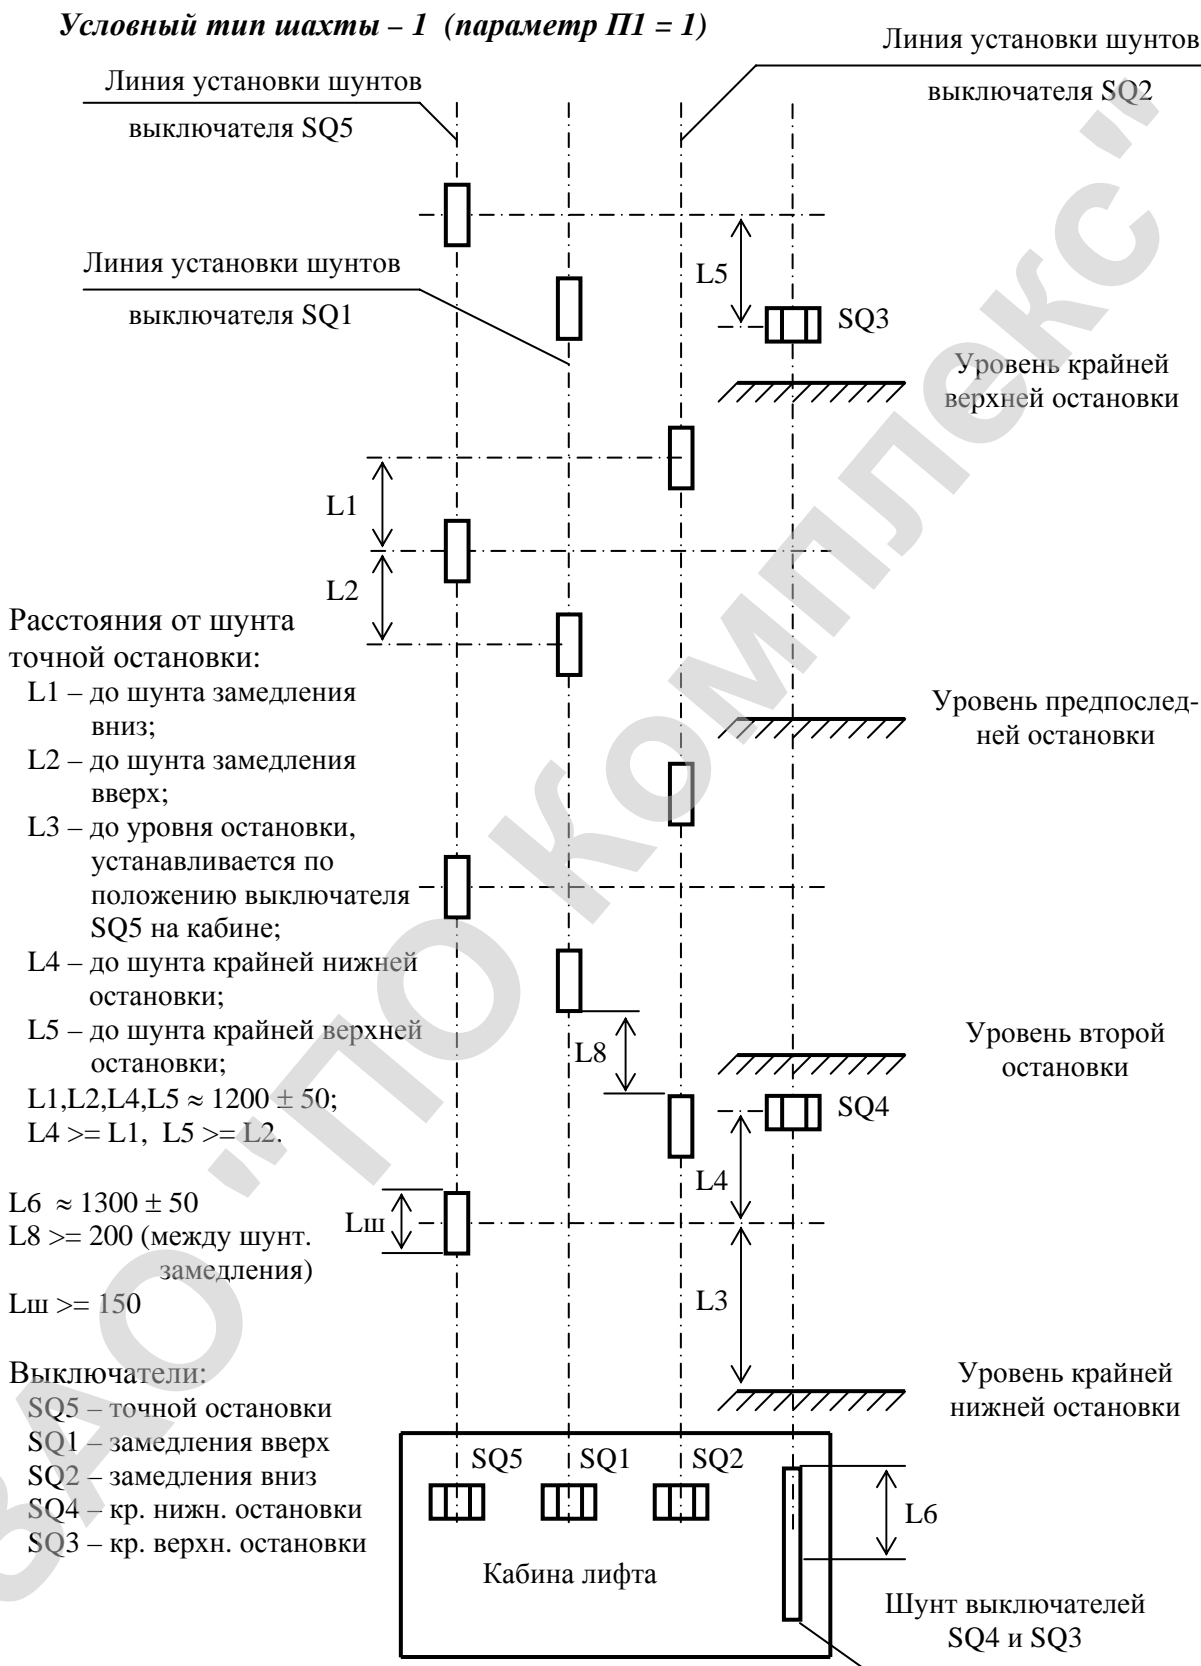 Условный тип шахты – 1 (параметр П1 = 1)
Линия установки шунтов
выключателя SQ2
Линия установки шунтов
выключателя SQ5
Линия установки шунтов
выключателя SQ1
L5
SQ3
Уровень крайней
верхней остановки
L1
L2
Расстояния от шунта
точной остановки:
L1 – до шунта замедления
вниз;
L2 – до шунта замедления
вверх;
L3 – до уровня остановки,
устанавливается по
положению выключателя
SQ5 на кабине;
L4 – до шунта крайней нижней
остановки;
L5 – до шунта крайней верхней
остановки;
L1,L2,L4,L5 ≈ 1200 ± 50;
L4 >= L1, L5 >= L2.
L6 ≈ 1300 ± 50
L8 >= 200 (между шунт.
замедления)
Lш >= 150
Уровень предпослед-
ней остановки
L8
Уровень второй
остановки
SQ4
L4
Lш
L3
Выключатели:
SQ5 – точной остановки
SQ1 – замедления вверх
SQ2 – замедления вниз
SQ4 – кр. нижн. остановки
SQ3 – кр. верхн. остановки
Уровень крайней
нижней остановки
SQ5 SQ1 SQ2
L6
Кабина лифта
Шунт выключателей
SQ4 и SQ3
ЗАО "ПО Комплекс"